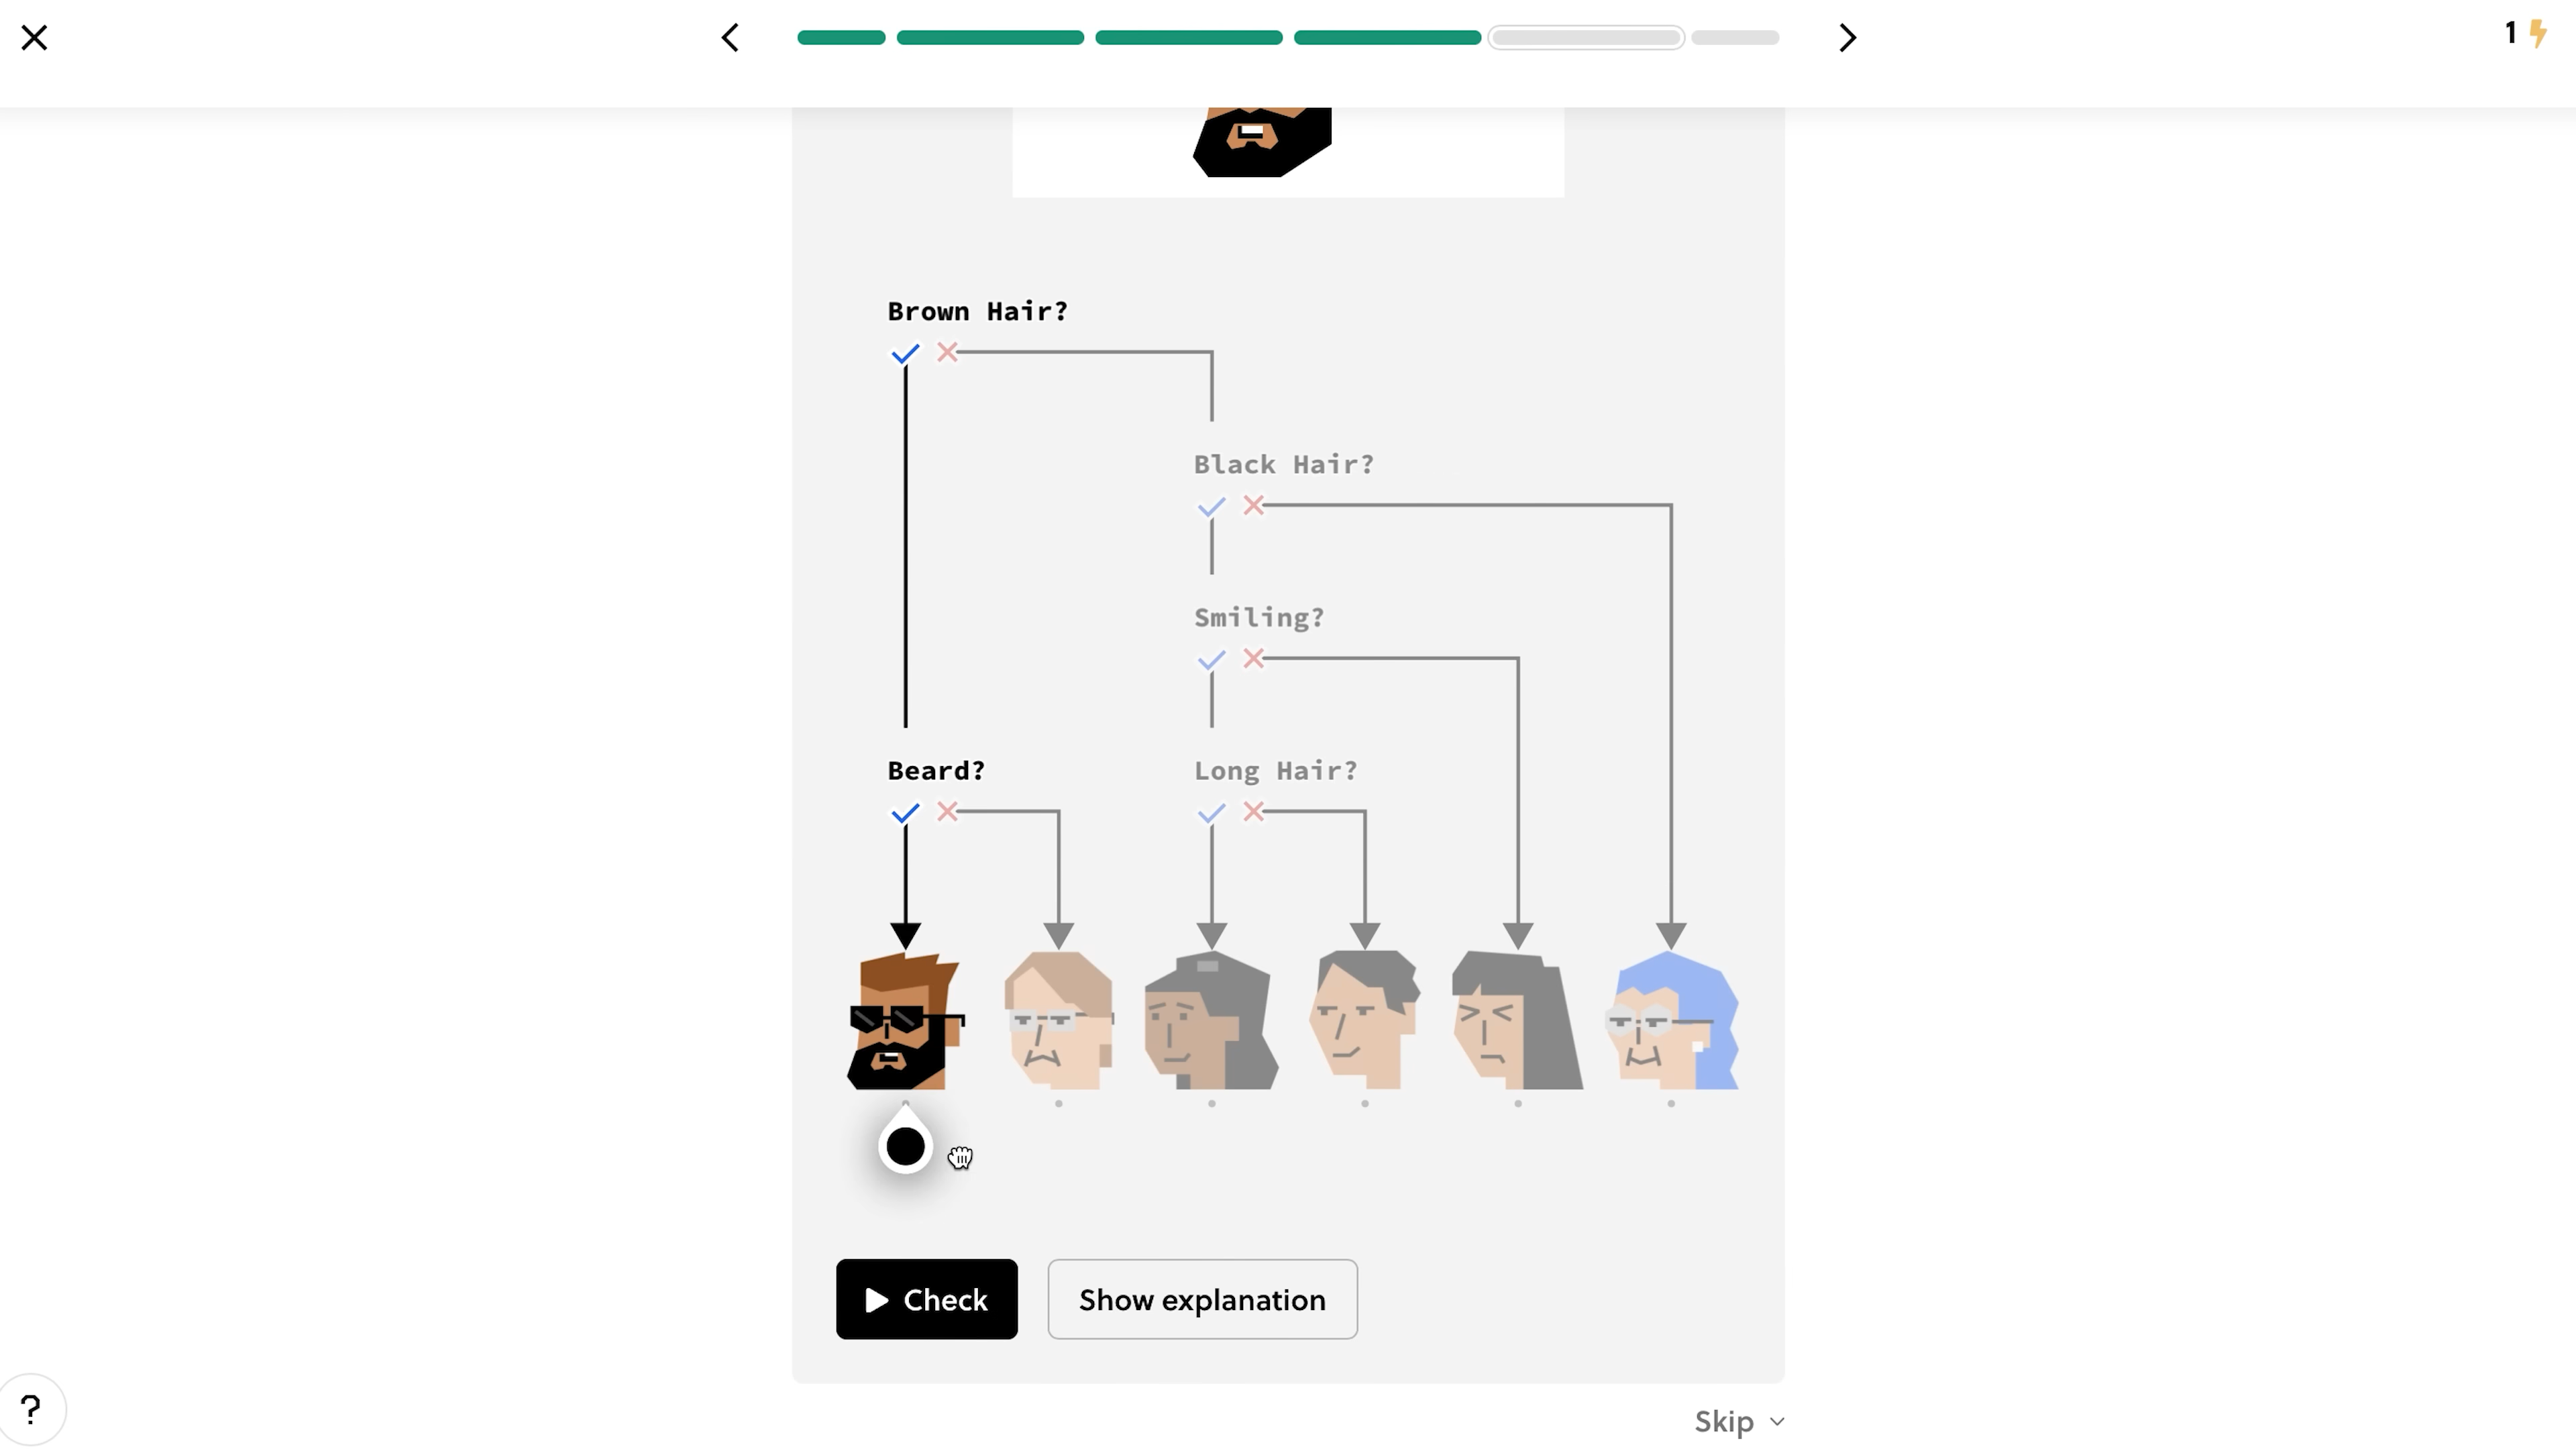 1
Brown Hair?
Black Hair?
Smiling?
Beard?
Long Hair?
Check
Show explanation
?
Skip